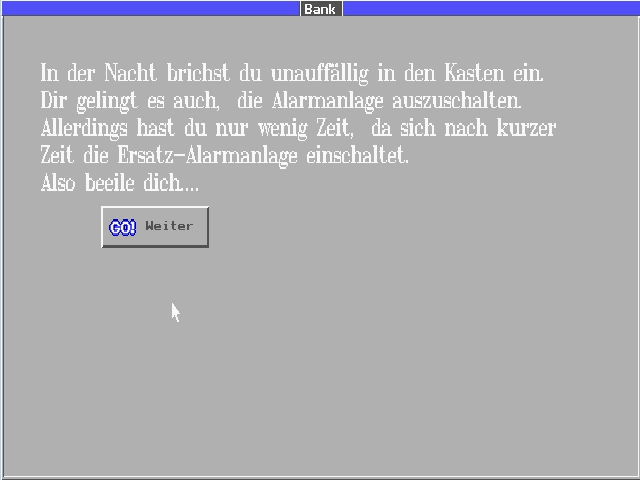 Bank
In der Nacht brichst du unauffällig in den Kasten ein.
Dir gelingt es auch, die Alarmanlage auszuschalten.
Allerdings hast du nur wenig Zeit, da sich nach kurzer
Zeit die Ersatz-Alarmanlage einschaltet.
Also beeile dich....
GO! Weiter